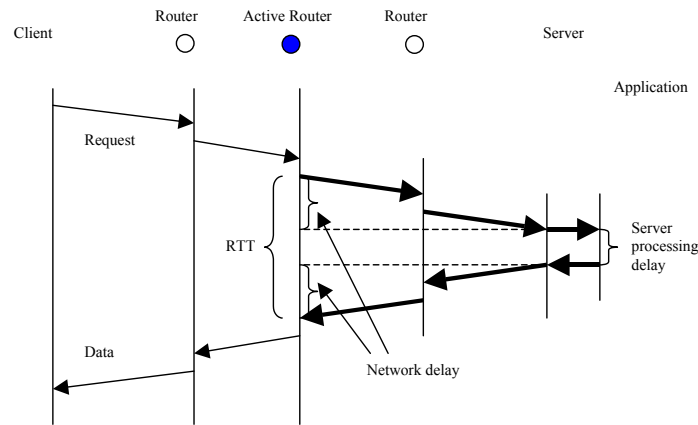 Router
Active Router
Router
Client
Server
Application
Request
RTT
Server
processing
delay
Data
Network delay